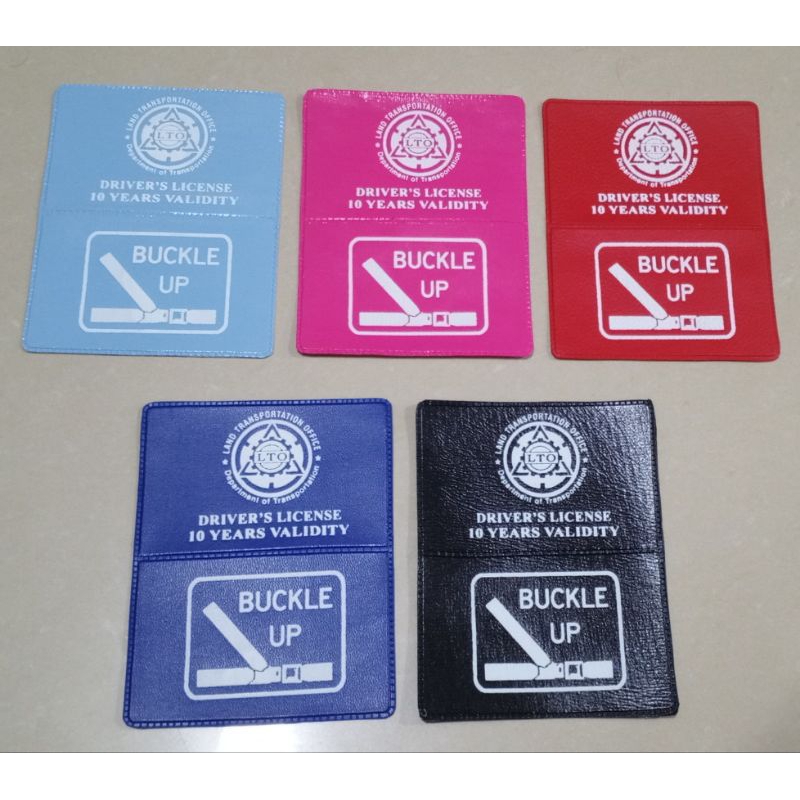 LAND TRANSPORTATION OFFICE
LTO
Department of Transportation
DRIVER'S LICENSE
10 YEARS VALIDITY
BUCKLE
UP
LAND TRANSPORTATION OFFICE
LTO
Department of Transportation
DRIVER'S LICENSE
10 YEARS VALIDITY
BUCKLE
UP
LAND TRANSPORTATION OFFICE
LTO
Department of Transportation
DRIVER'S LICENSE
10 YEARS VALIDITY
BUCKLE
UP
LAND TRANSPORTATION OFFICE
LTO
Department of Transportation
DRIVER'S LICENSE
10 YEARS VALIDITY
BUCKLE
UP
LAND TRANSPORTATION OFFICE
LTO
Department of Transportation
DRIVER'S LICENSE
10 YEARS VALIDITY
BUCKLE
UP